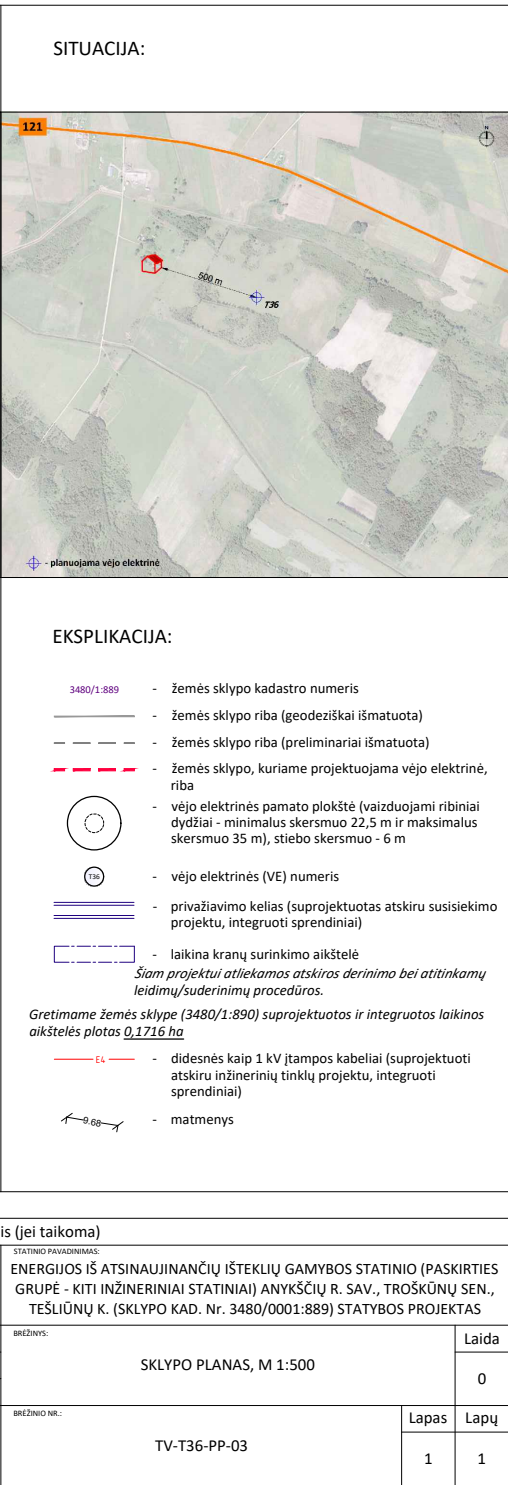 SITUACIJA:
121
N
500 m
T36
- planuojama vėjo elektrinė
EKSPLIKACIJA:
3480/1:889 - žemės sklypo kadastro numeris
- žemės sklypo riba (geodeziškai išmatuota)
- žemės sklypo riba (preliminariai išmatuota)
- žemės sklypo, kuriame projektuojama vėjo elektrinė,
riba
- vėjo elektrinės pamato plokštė (vaizduojami ribiniai
dydžiai - minimalus skersmuo 22,5 m ir maksimalus
skersmuo 35 m), stiebo skersmuo - 6 m
T36 - vėjo elektrinės (VE) numeris
- privažiavimo kelias (suprojektuotas atskiru susisiekimo
projektu, integruoti sprendiniai)
- laikina kranų surinkimo aikštelė
Šiam projektui atliekamos atskiros derinimo bei atitinkamų
leidimų/suderinimų procedūros.
Gretimame žemės sklype (3480/1:890) suprojektuotos ir integruotos laikinos
aikštelės plotas 0,1716 ha
E4 - didesnės kaip 1 kV įtampos kabeliai (suprojektuoti
atskiru inžinerinių tinklų projektu, integruoti
sprendiniai)
9.68 - matmenys
is (jei taikoma)
STATINIO PAVADINIMAS:
ENERGIJOS IŠ ATSINAUJINANČIŲ IŠTEKLIŲ GAMYBOS STATINIO (PASKIRTIES
GRUPĖ - KITI INŽINERINIAI STATINIAI) ANYKŠČIŲ R. SAV., TROŠKŪNŲ SEN.,
TEŠLIŪNŲ K. (SKLYPO KAD. Nr. 3480/0001:889) STATYBOS PROJEKTAS
BRĖŽINYS:
Laida
SKLYPO PLANAS, M 1:500
0
BRĖŽINIO NR.:
Lapas Lapų
TV-T36-PP-03
1 1